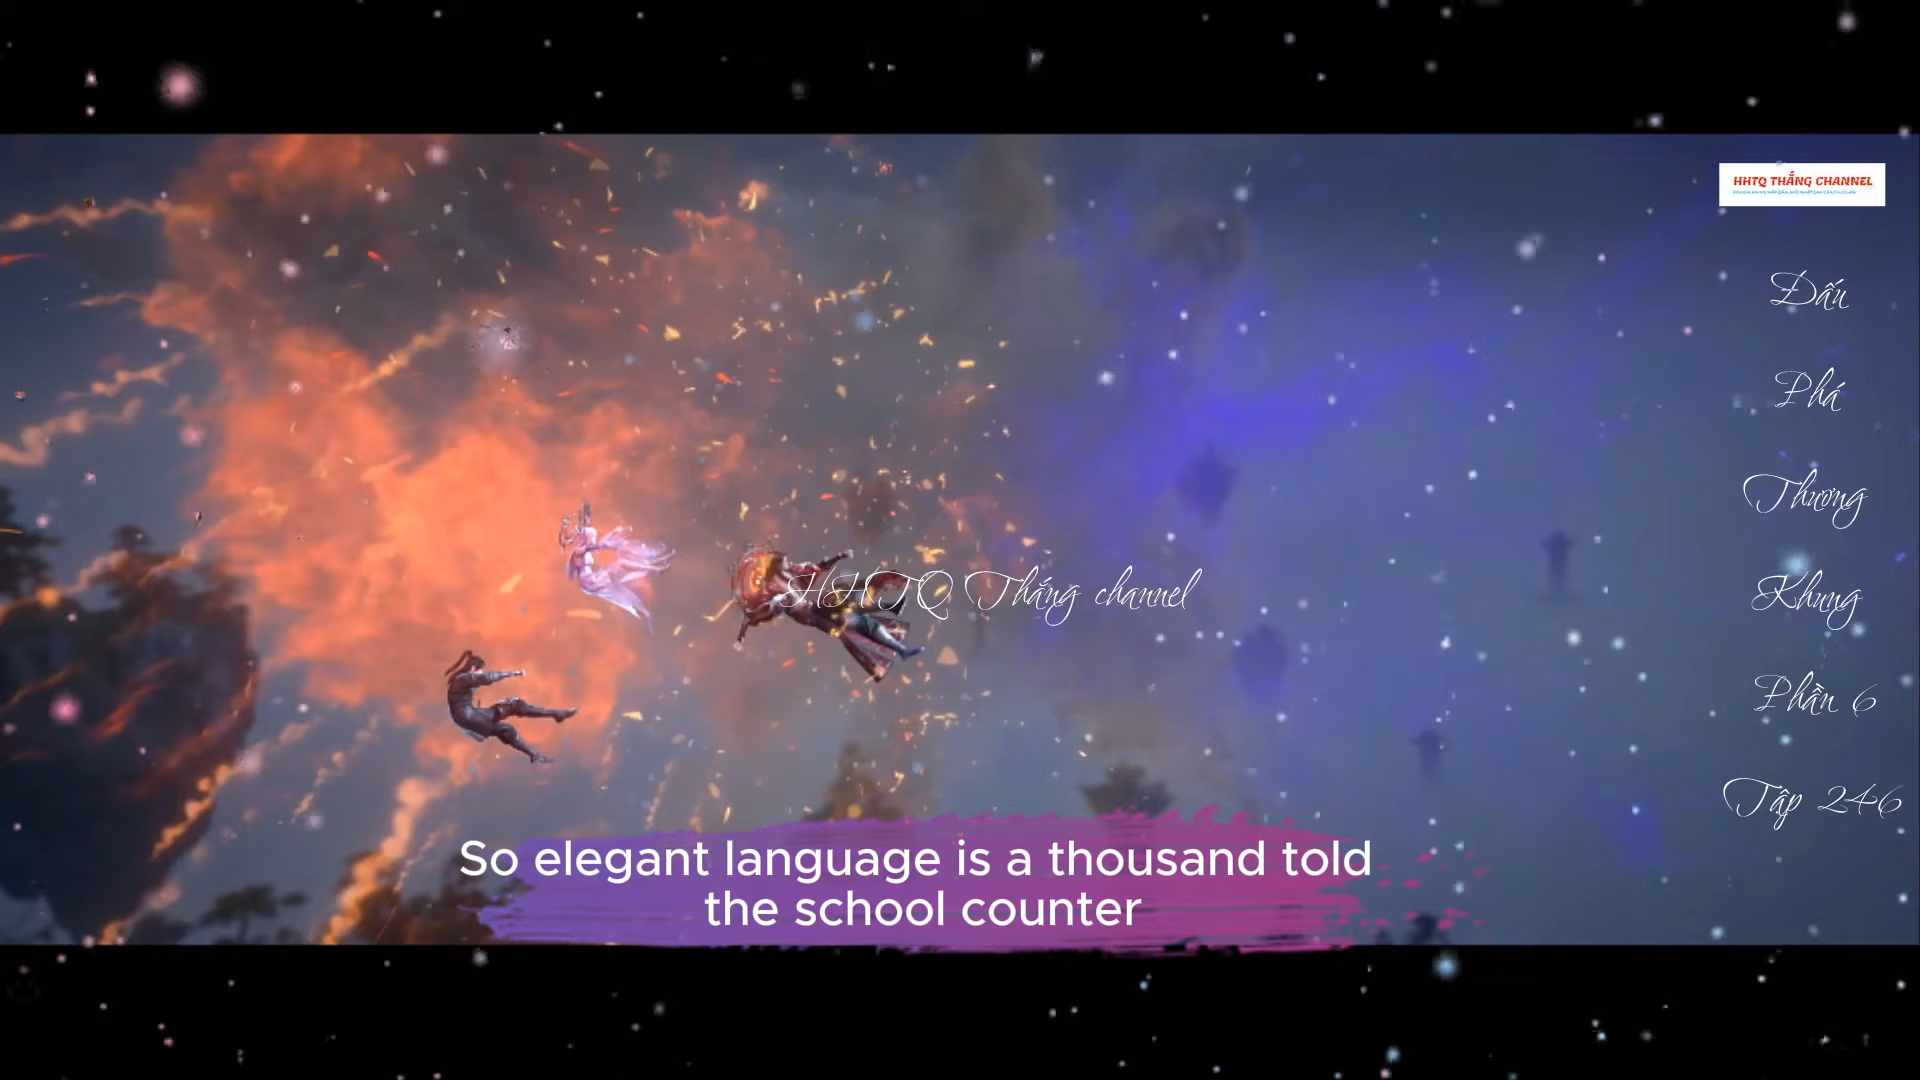 HHTQ THẮNG CHANNEL
Đấu
Phá
Thương
Khung
Phần 6
Tập 246
HHTQ Thắng channel
So elegant language is a thousand told
the school counter